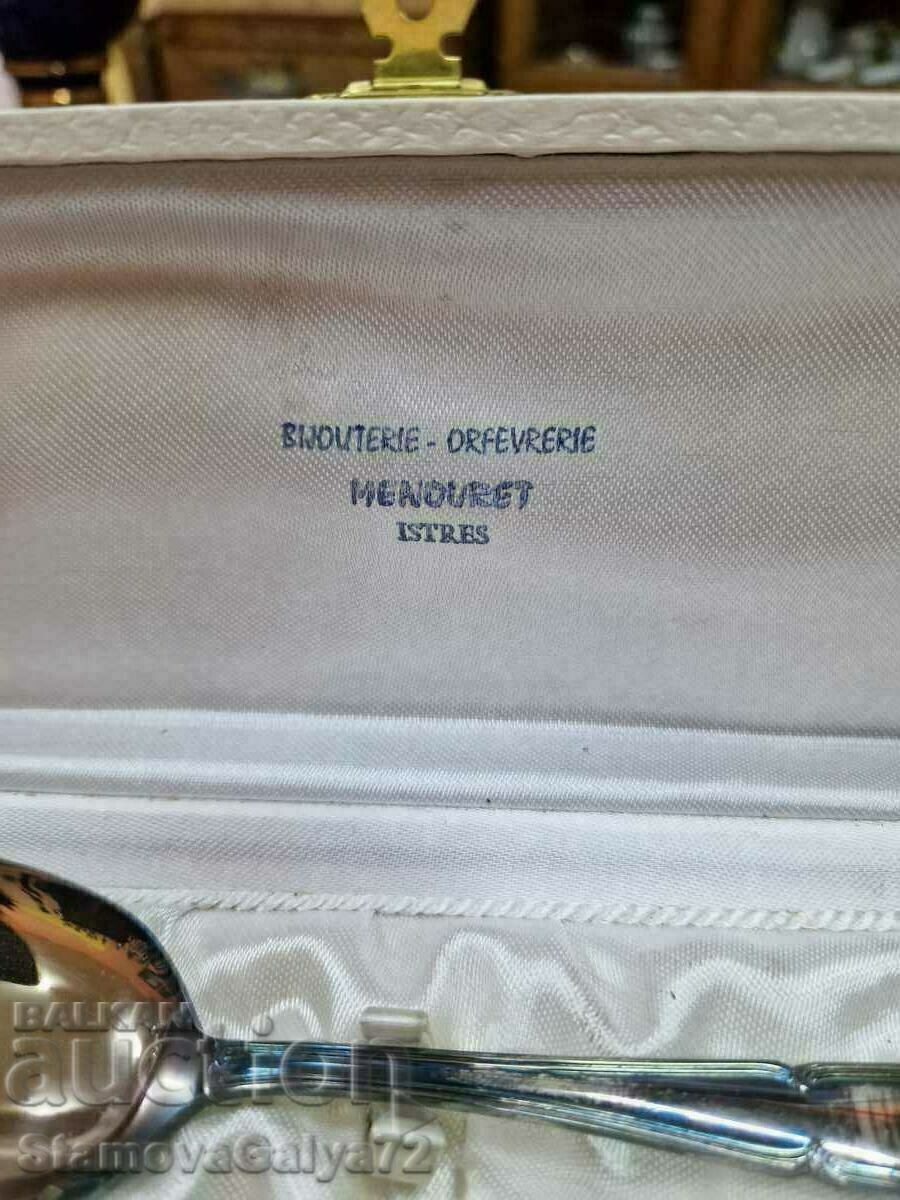 BIJOUTERIE - ORFEVRERIE
MENOURET
ISTRES
BALKAN
auction
StamovaGalya72